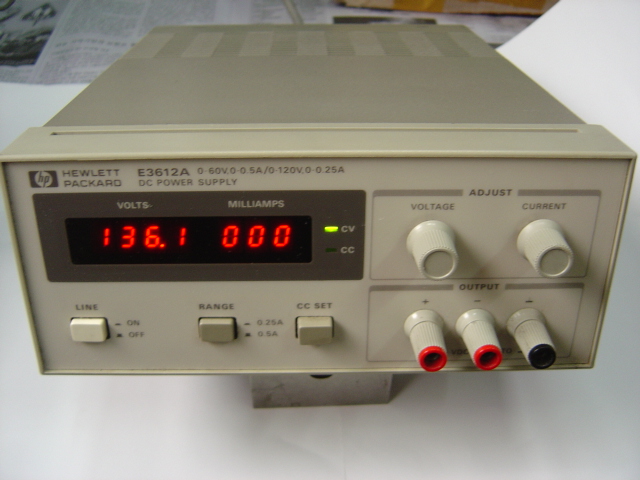 hp HEWLETT PACKARD
E3612A 0-60V,0-0.5A/0-120V,0-0.25A
DC POWER SUPPLY
VOLTS MILLIAMPS
136.1 000
CV
CC
ADJUST
VOLTAGE CURRENT
LINE
ON
OFF
RANGE
0.25A
0.5A
CC SET
OUTPUT
+ -